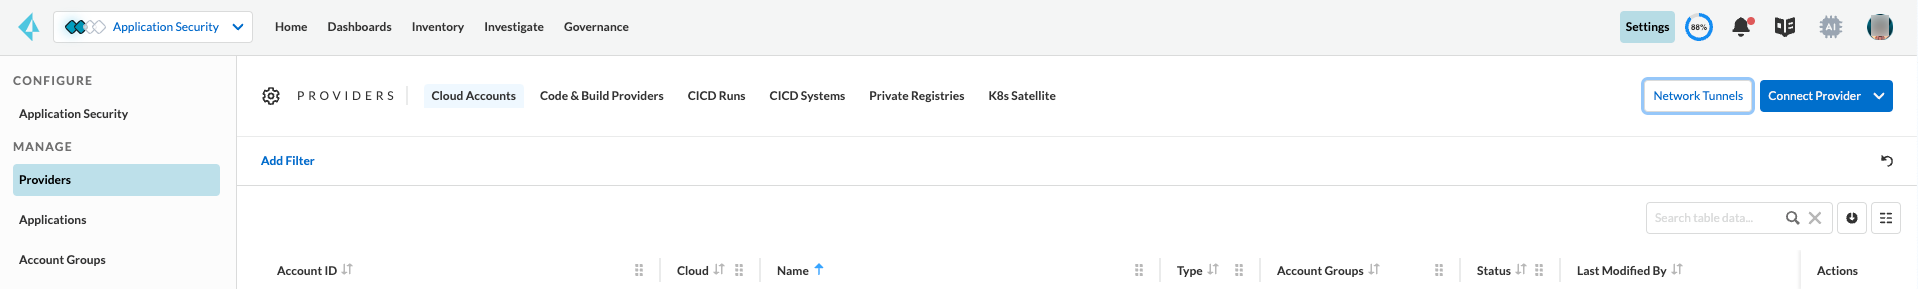 Application Security
Home
Dashboards
Inventory
Investigate
Governance
Settings
88%
AI
CONFIGURE
Application Security
MANAGE
Providers
Applications
Account Groups
PROVIDERS
Cloud Accounts
Code & Build Providers
CICD Runs
CICD Systems
Private Registries
K8s Satellite
Network Tunnels
Connect Provider
Add Filter
Search table data...
Account ID
Cloud
Name
Type
Account Groups
Status
Last Modified By
Actions